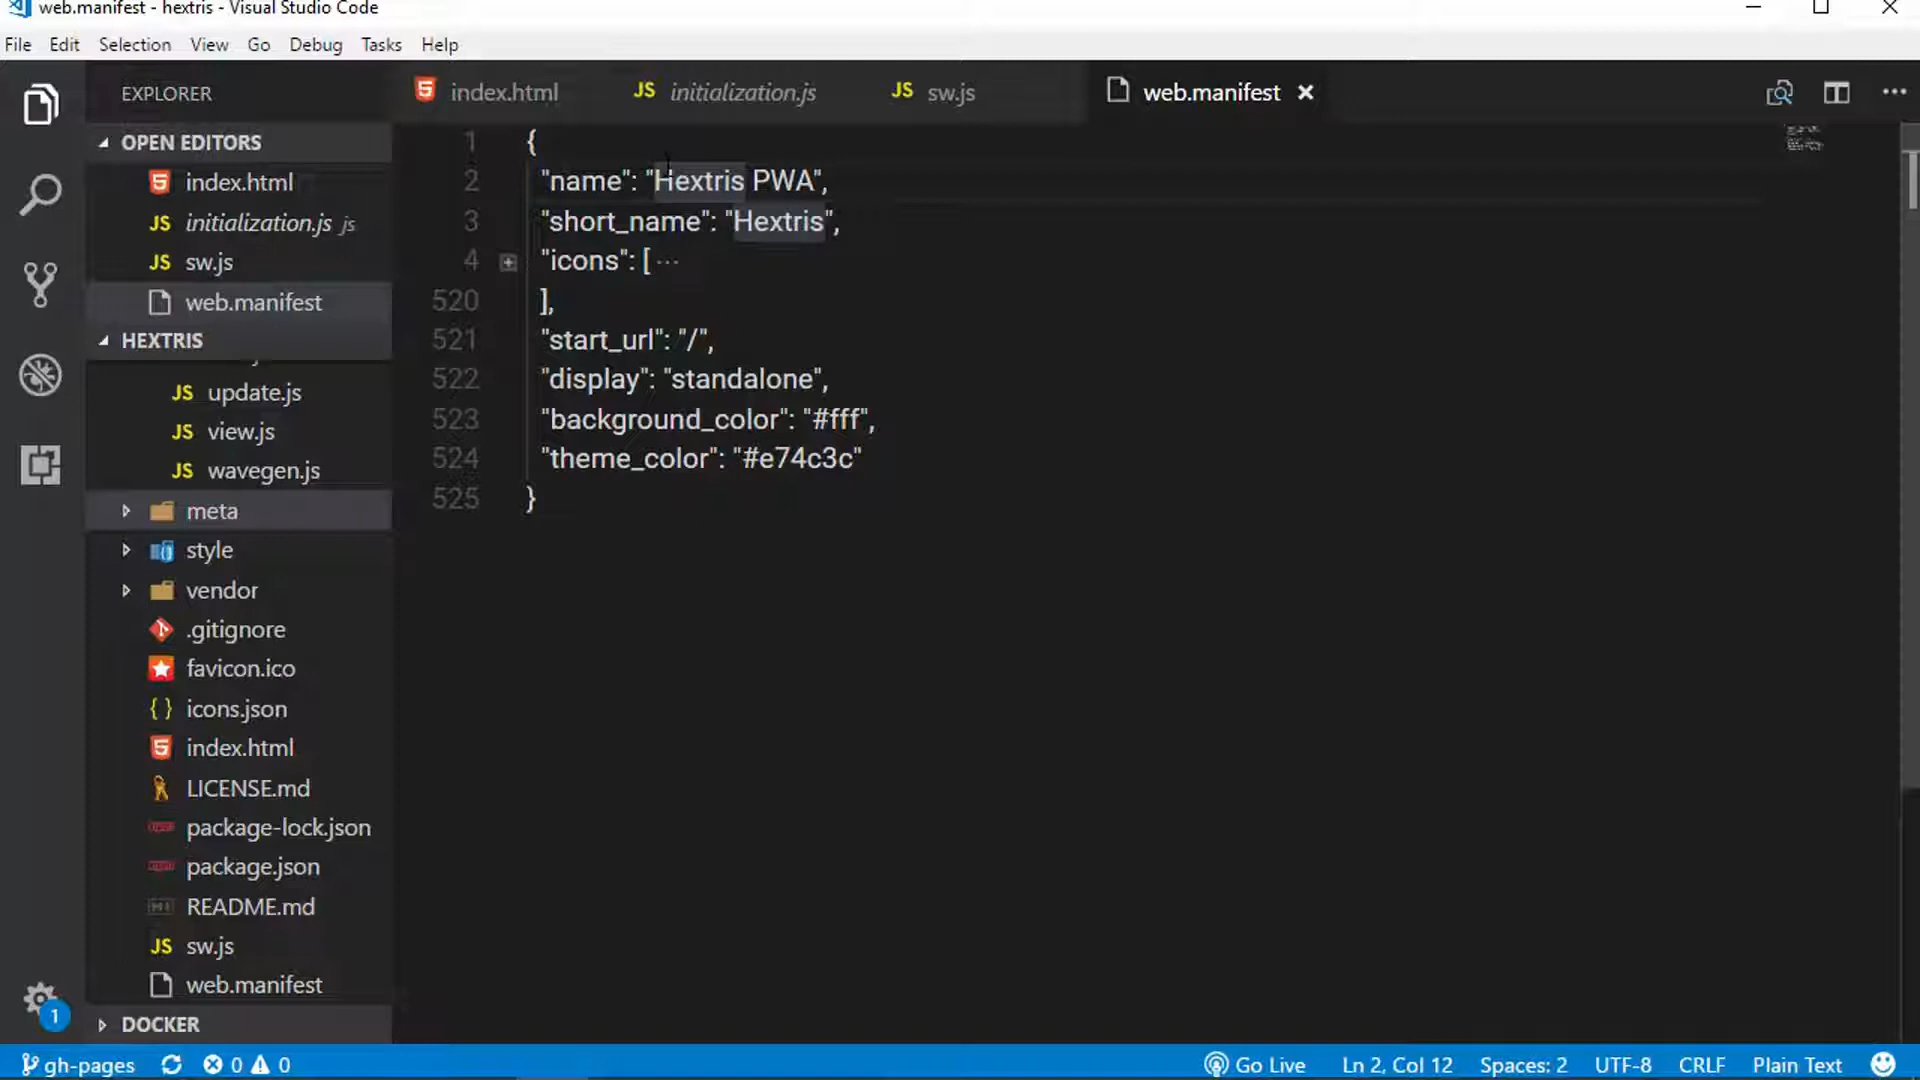 web.manifest - hextris - Visual Studio Code
File Edit Selection View Go Debug Tasks Help
EXPLORER
OPEN EDITORS
index.html
initialization.js js
sw.js
web.manifest
HEXTRIS
update.js
view.js
wavegen.js
meta
style
vendor
.gitignore
favicon.ico
icons.json
index.html
LICENSE.md
package-lock.json
package.json
README.md
sw.js
web.manifest
DOCKER
index.html JS initialization.js JS sw.js web.manifest
1 {
2 "name": "Hextris PWA",
3 "short_name": "Hextris",
4 "icons": [ ...
520 ],
521 "start_url": "/",
522 "display": "standalone",
523 "background_color": "#fff",
524 "theme_color": "#e74c3c"
525 }
1
gh-pages 0 0 Go Live Ln 2, Col 12 Spaces: 2 UTF-8 CRLF Plain Text